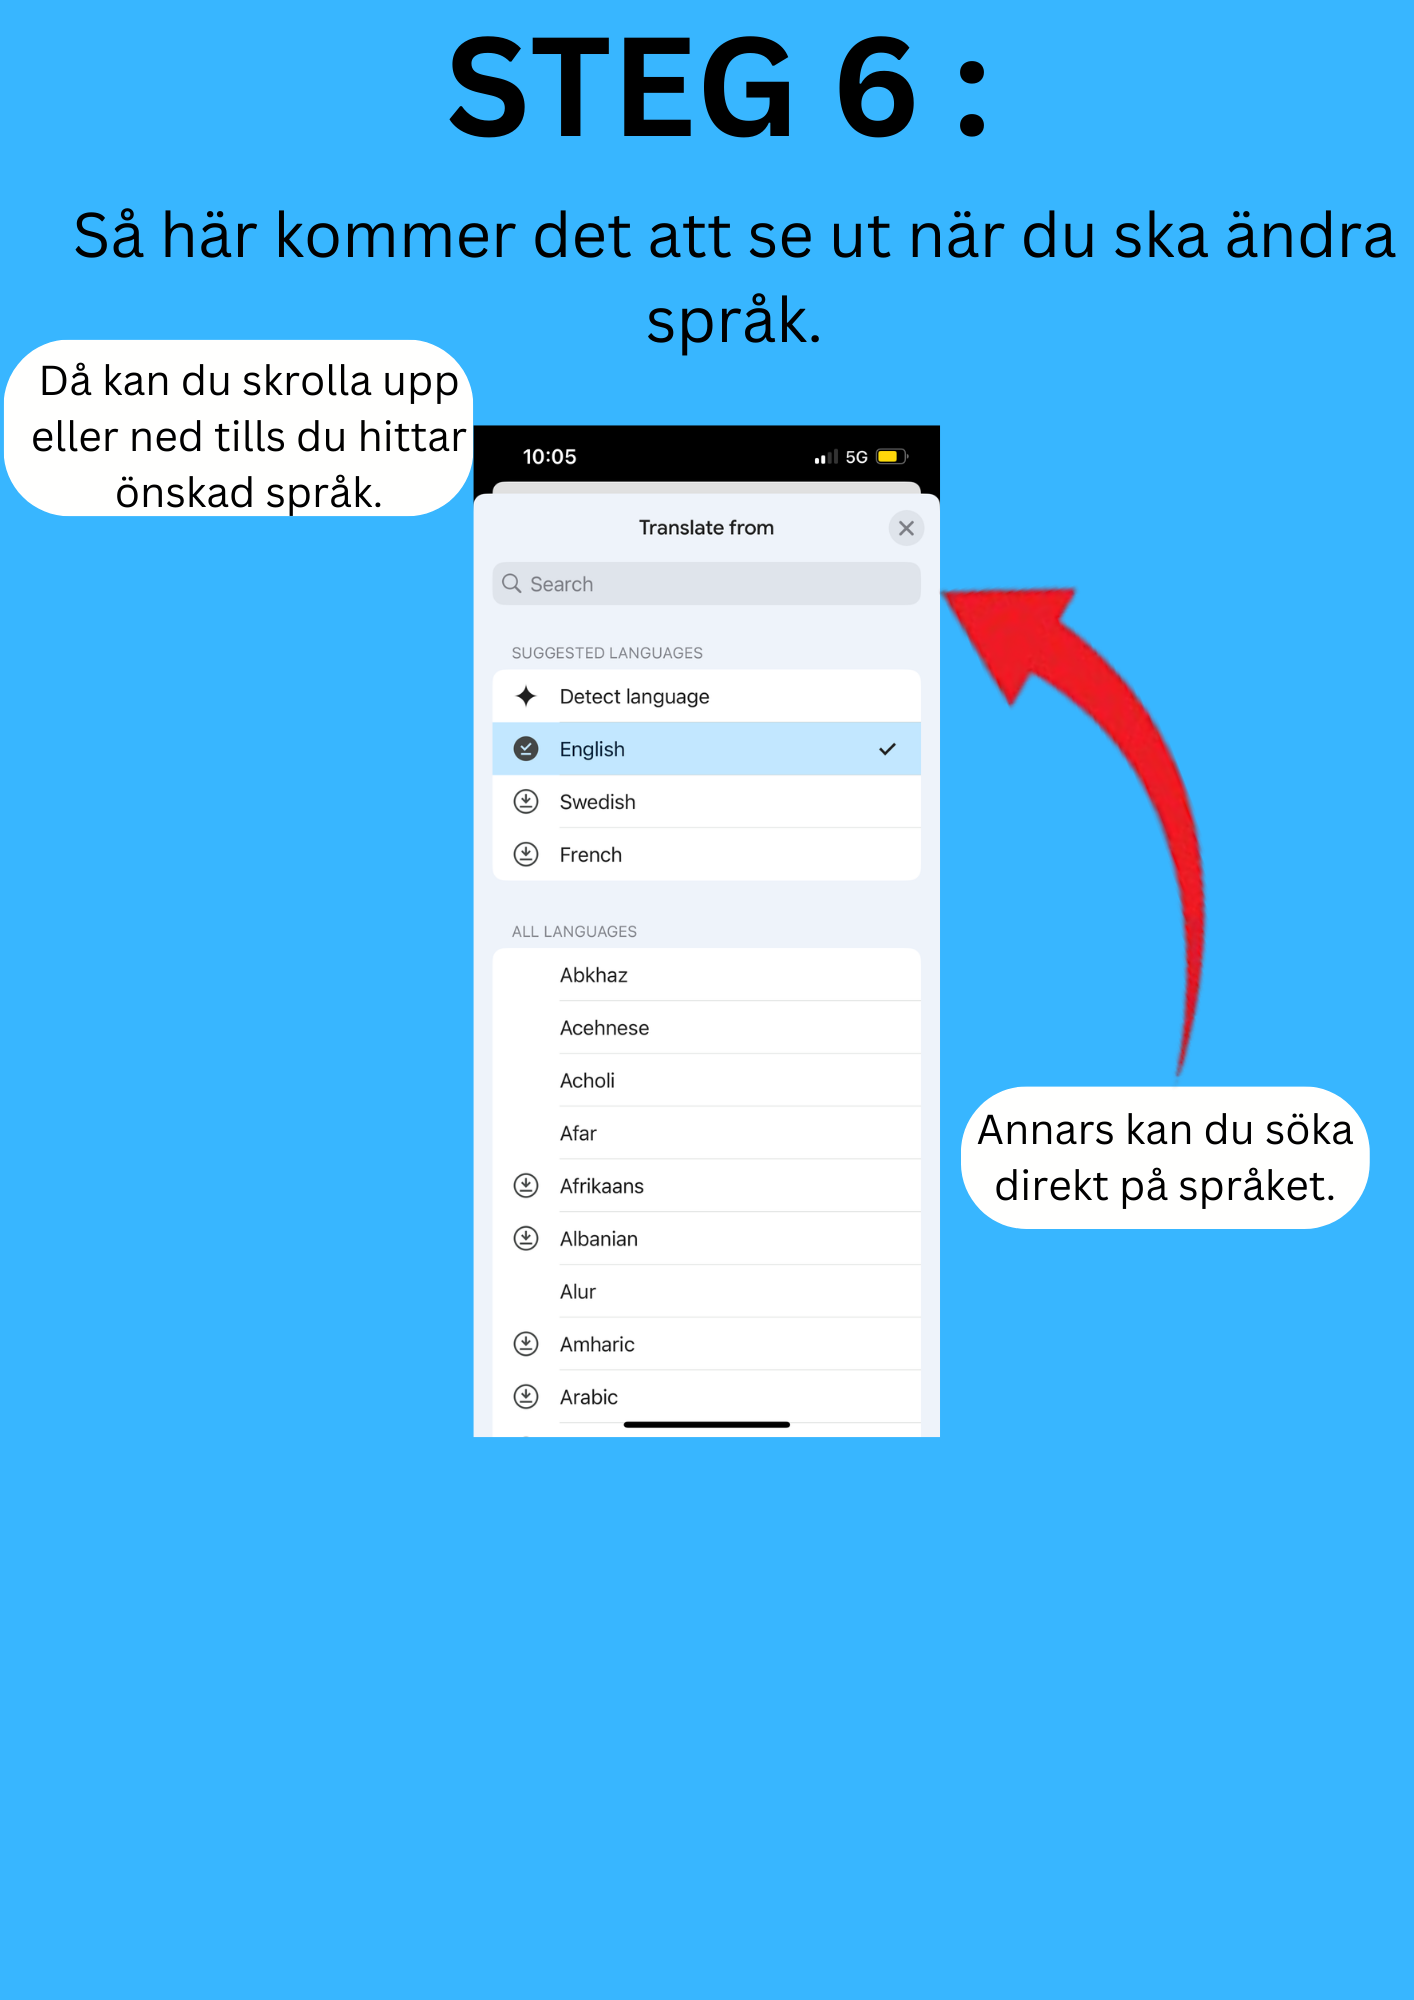 STEG 6 :
Så här kommer det att se ut när du ska ändra
språk.
Då kan du skrolla upp
eller ned tills du hittar
önskad språk.
10:05
5G
Translate from
Search
SUGGESTED LANGUAGES
Detect language
English
Swedish
French
ALL LANGUAGES
Abkhaz
Acehnese
Acholi
Afar
Afrikaans
Albanian
Alur
Amharic
Arabic
Annars kan du söka
direkt på språket.